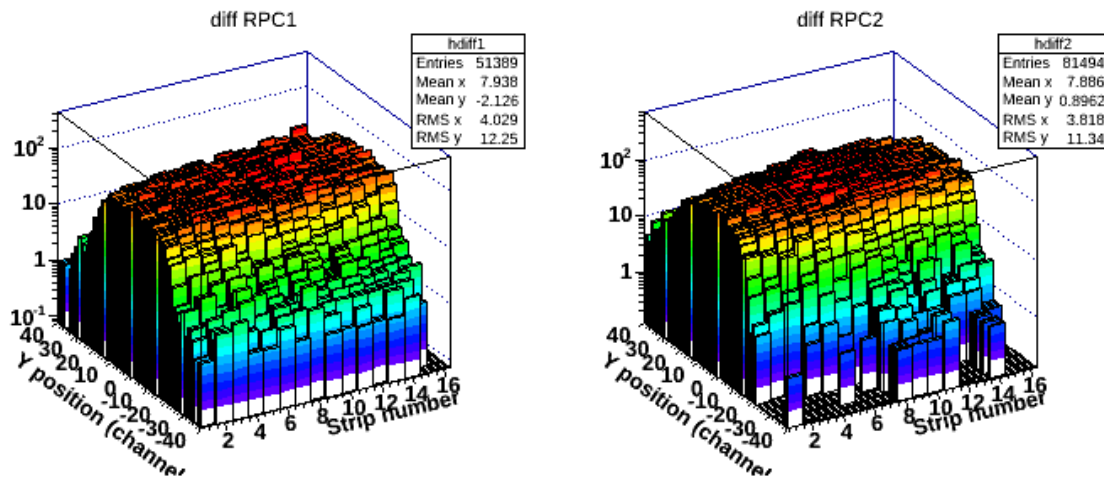 diff RPC1
hdiff1
Entries 51389
Mean x 7.938
Mean y -2.126
RMS x 4.029
RMS y 12.25
10²
10
1
10⁻¹
40
30
20
10
0
-10
-20
-30
-40
Y position (channel
2
4
6
8
10
12
14
16
Strip number
diff RPC2
hdiff2
Entries 81494
Mean x 7.886
Mean y 0.8962
RMS x 3.818
RMS y 11.34
10²
10
1
40
30
20
10
0
-10
-20
-30
-40
Y position (channel
2
4
6
8
10
12
14
16
Strip number